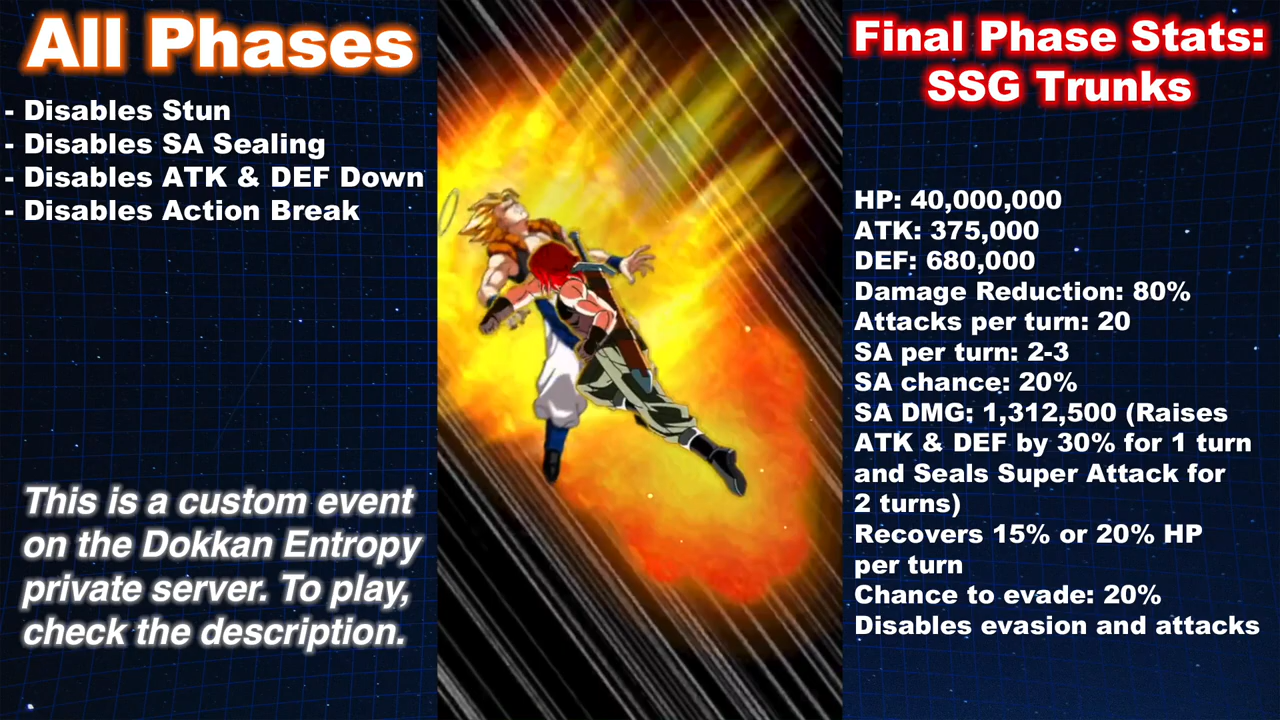 All Phases
- Disables Stun
- Disables SA Sealing
- Disables ATK & DEF Down
- Disables Action Break
This is a custom event
on the Dokkan Entropy
private server. To play,
check the description.
Final Phase Stats:
SSG Trunks
HP: 40,000,000
ATK: 375,000
DEF: 680,000
Damage Reduction: 80%
Attacks per turn: 20
SA per turn: 2-3
SA chance: 20%
SA DMG: 1,312,500 (Raises
ATK & DEF by 30% for 1 turn
and Seals Super Attack for
2 turns)
Recovers 15% or 20% HP
per turn
Chance to evade: 20%
Disables evasion and attacks